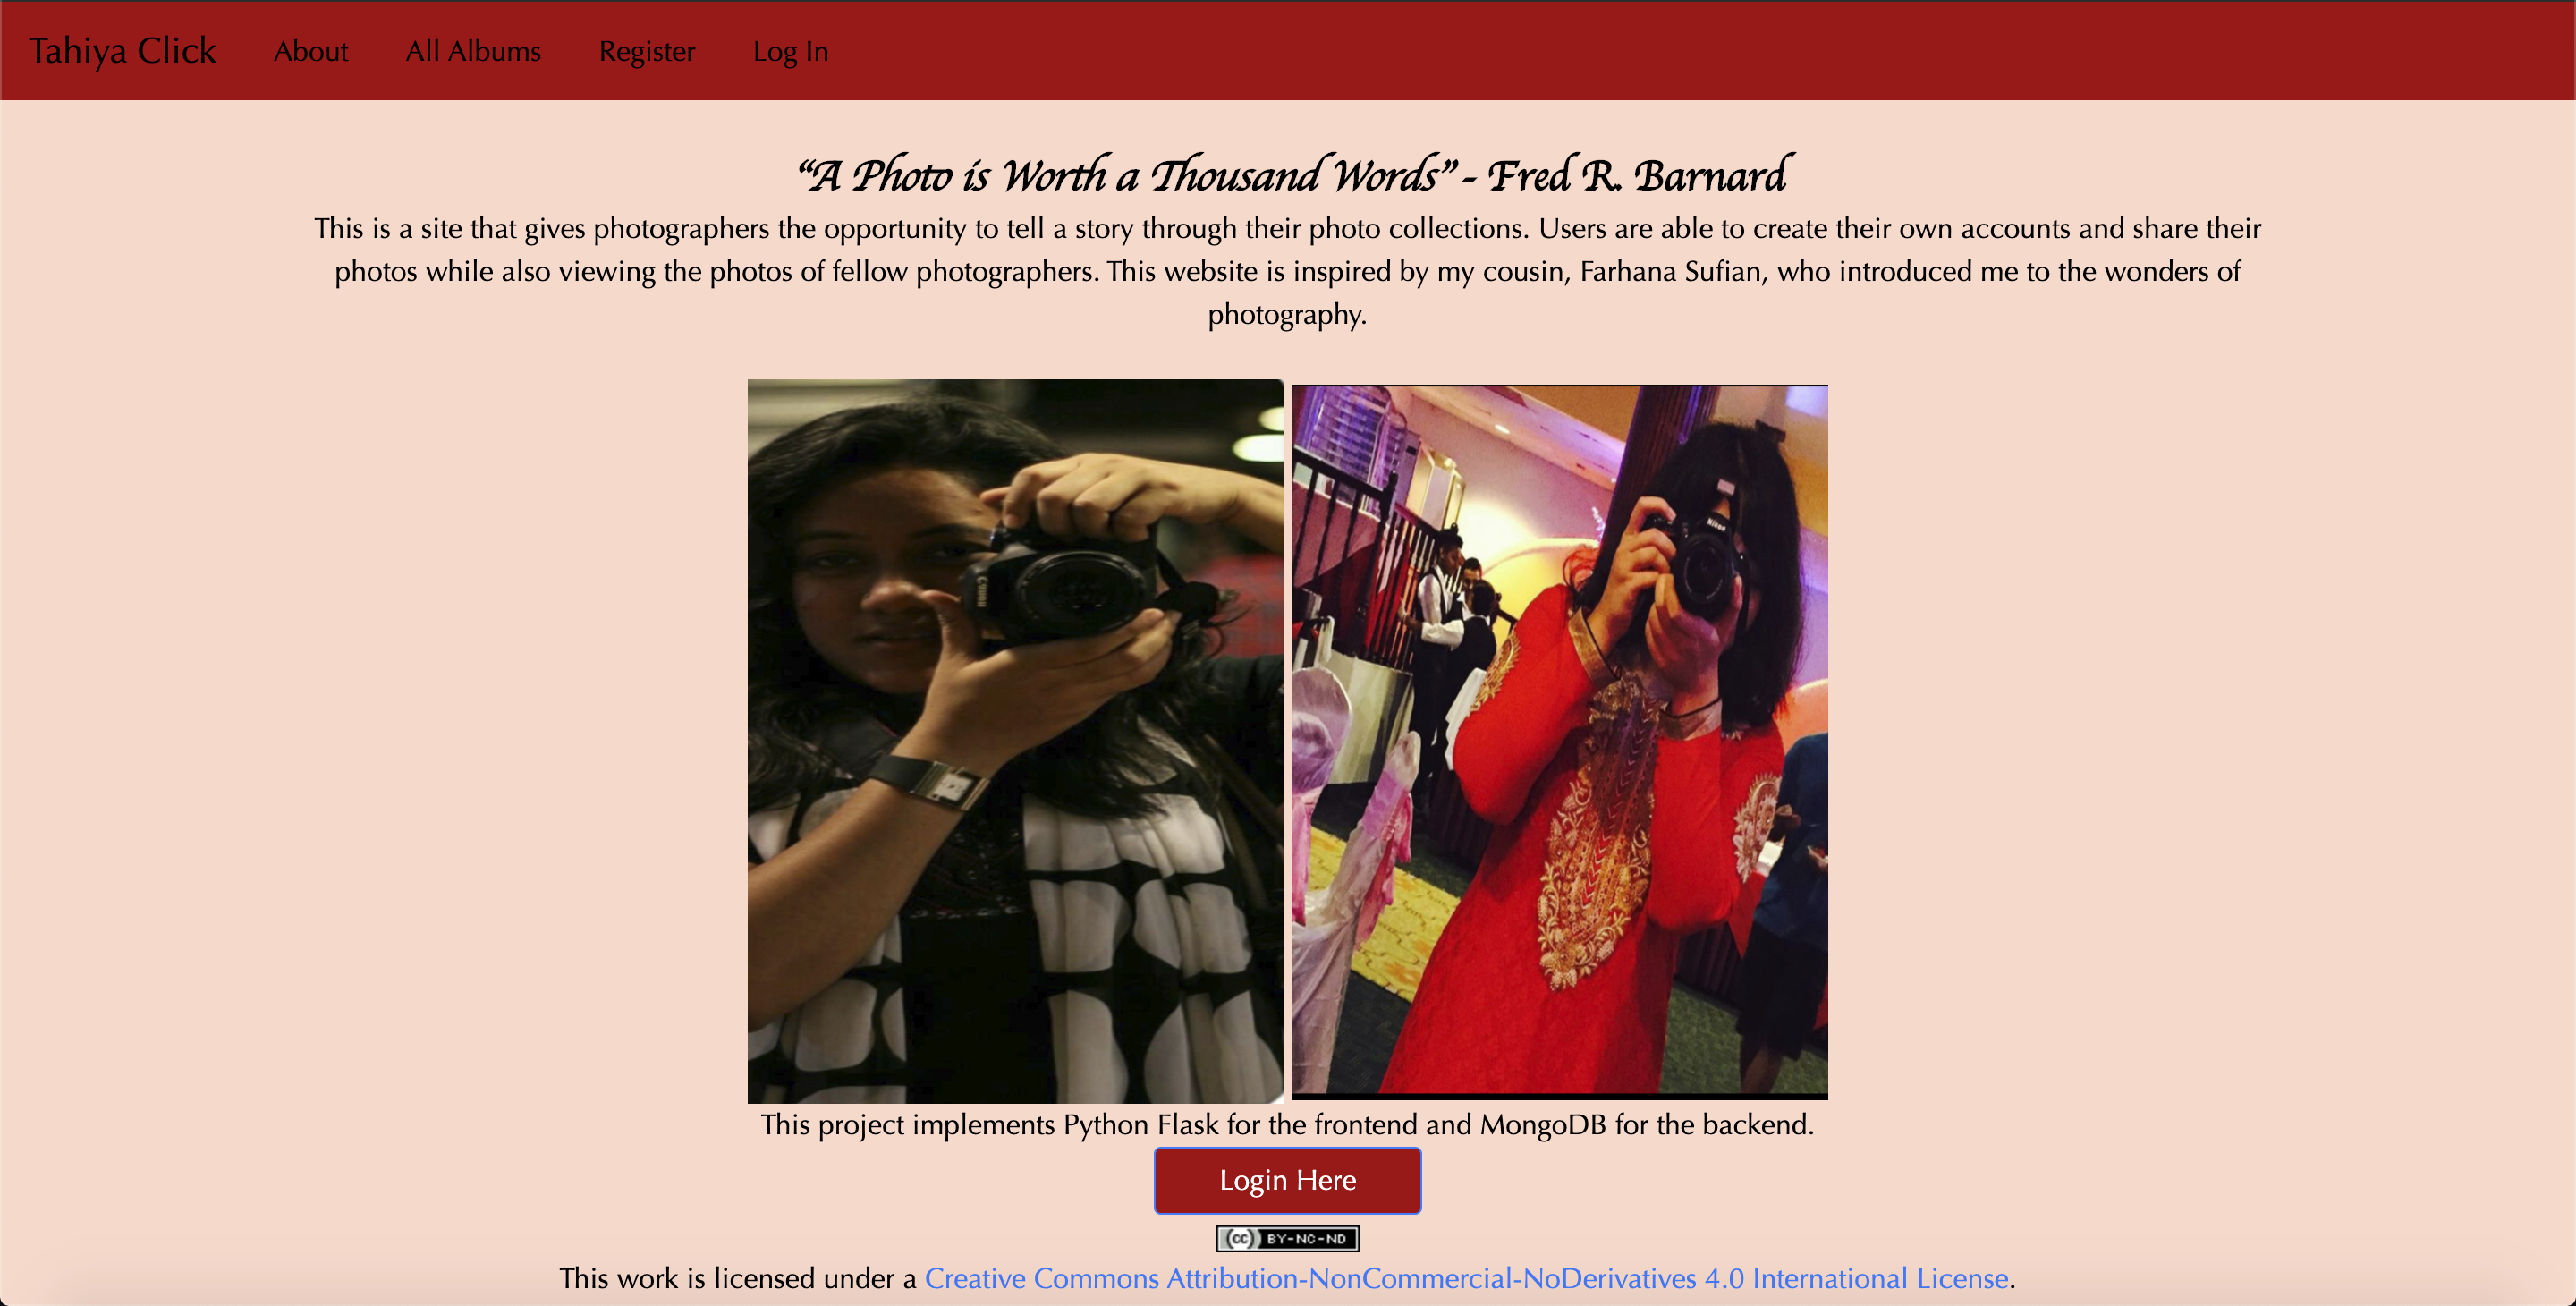 Tahiya Click About All Albums Register Log In
“A Photo is Worth a Thousand Words” - Fred R. Barnard
This is a site that gives photographers the opportunity to tell a story through their photo collections. Users are able to create their own accounts and share their
photos while also viewing the photos of fellow photographers. This website is inspired by my cousin, Farhana Sufian, who introduced me to the wonders of
photography.
Canon
Nikon
This project implements Python Flask for the frontend and MongoDB for the backend.
Login Here
cc BY-NC-ND
This work is licensed under a Creative Commons Attribution-NonCommercial-NoDerivatives 4.0 International License.